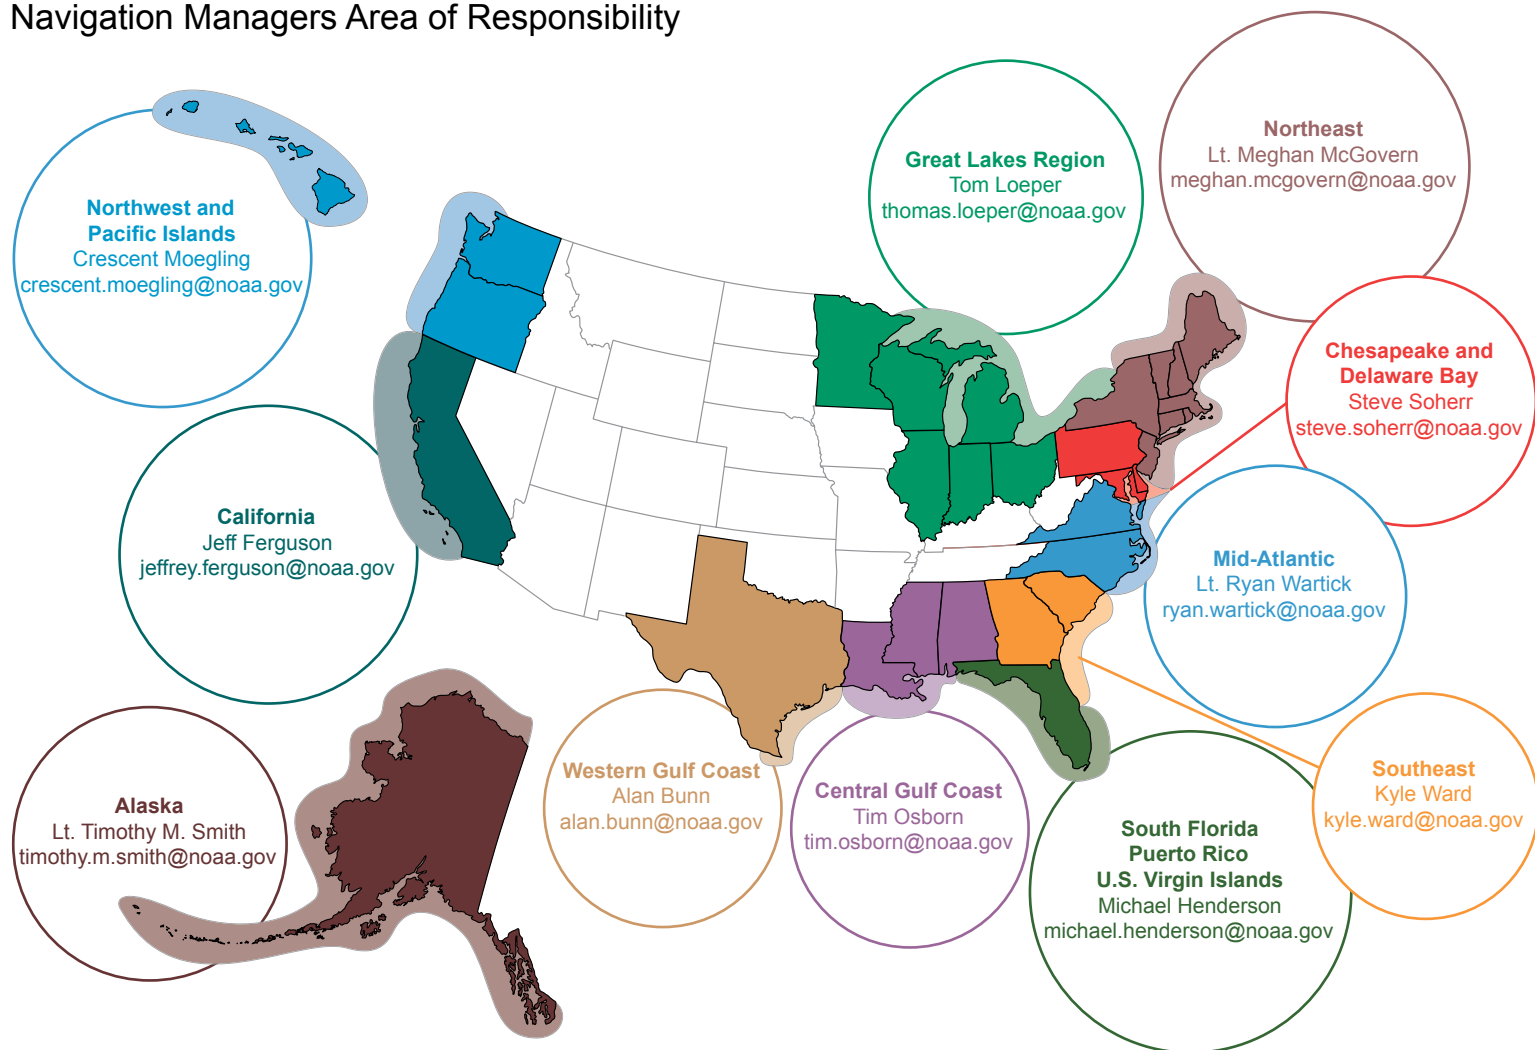 Navigation Managers Area of Responsibility
Northwest and
Pacific Islands
Crescent Moegling
crescent.moegling@noaa.gov
Great Lakes Region
Tom Loeper
thomas.loeper@noaa.gov
Northeast
Lt. Meghan McGovern
meghan.mcgovern@noaa.gov
Chesapeake and
Delaware Bay
Steve Soherr
steve.soherr@noaa.gov
California
Jeff Ferguson
jeffrey.ferguson@noaa.gov
Mid-Atlantic
Lt. Ryan Wartick
ryan.wartick@noaa.gov
Alaska
Lt. Timothy M. Smith
timothy.m.smith@noaa.gov
Western Gulf Coast
Alan Bunn
alan.bunn@noaa.gov
Central Gulf Coast
Tim Osborn
tim.osborn@noaa.gov
South Florida
Puerto Rico
U.S. Virgin Islands
Michael Henderson
michael.henderson@noaa.gov
Southeast
Kyle Ward
kyle.ward@noaa.gov